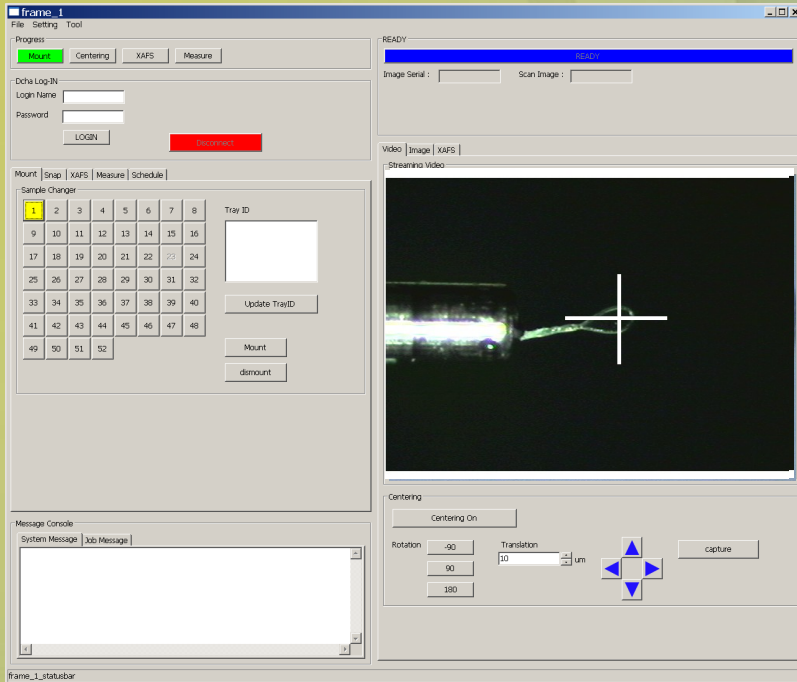 frame_1
File Setting Tool
Progress
Mount Centering XAFS Measure
Dcha Log-IN
Login Name
Password
LOGIN
Disconnect
Mount Snap XAFS Measure Schedule
Sample Changer
1 2 3 4 5 6 7 8
9 10 11 12 13 14 15 16
17 18 19 20 21 22 23 24
25 26 27 28 29 30 31 32
33 34 35 36 37 38 39 40
41 42 43 44 45 46 47 48
49 50 51 52
Tray ID
Update TrayID
Mount
dismount
Message Console
System Message Job Message
READY
READY
Image Serial : Scan Image :
Video Image XAFS
Streaming Video
Centering
Centering On
Rotation
-90
90
180
Translation
10 um
capture
frame_1_statusbar